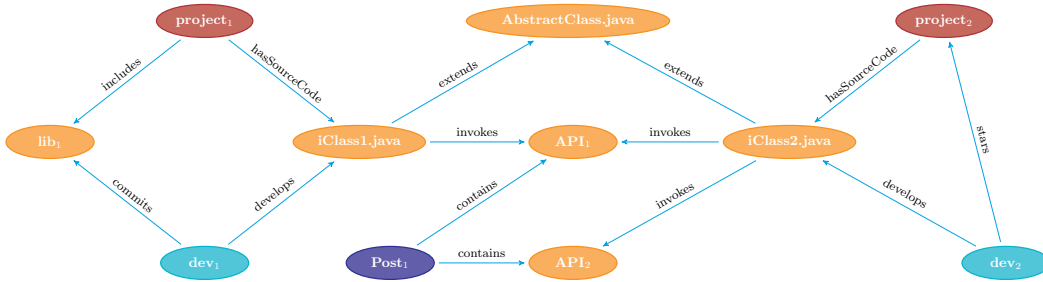 project₁
AbstractClass.java
project₂
includes
hasSourceCode
extends
extends
hasSourceCode
lib₁
iClass1.java
invokes
API₁
invokes
iClass2.java
stars
commits
develops
contains
invokes
develops
dev₁
Post₁
contains
API₂
dev₂